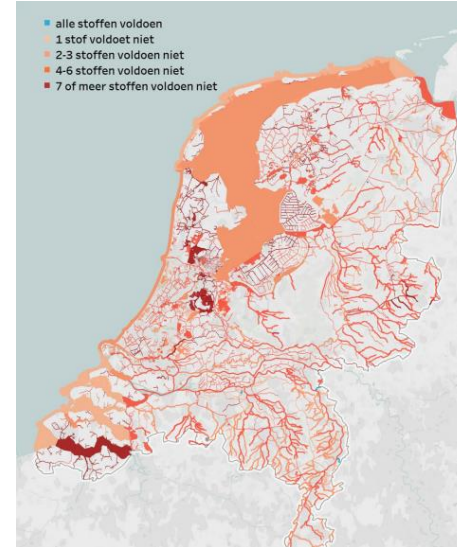 alle stoffen voldoen
1 stof voldoet niet
2-3 stoffen voldoen niet
4-6 stoffen voldoen niet
7 of meer stoffen voldoen niet